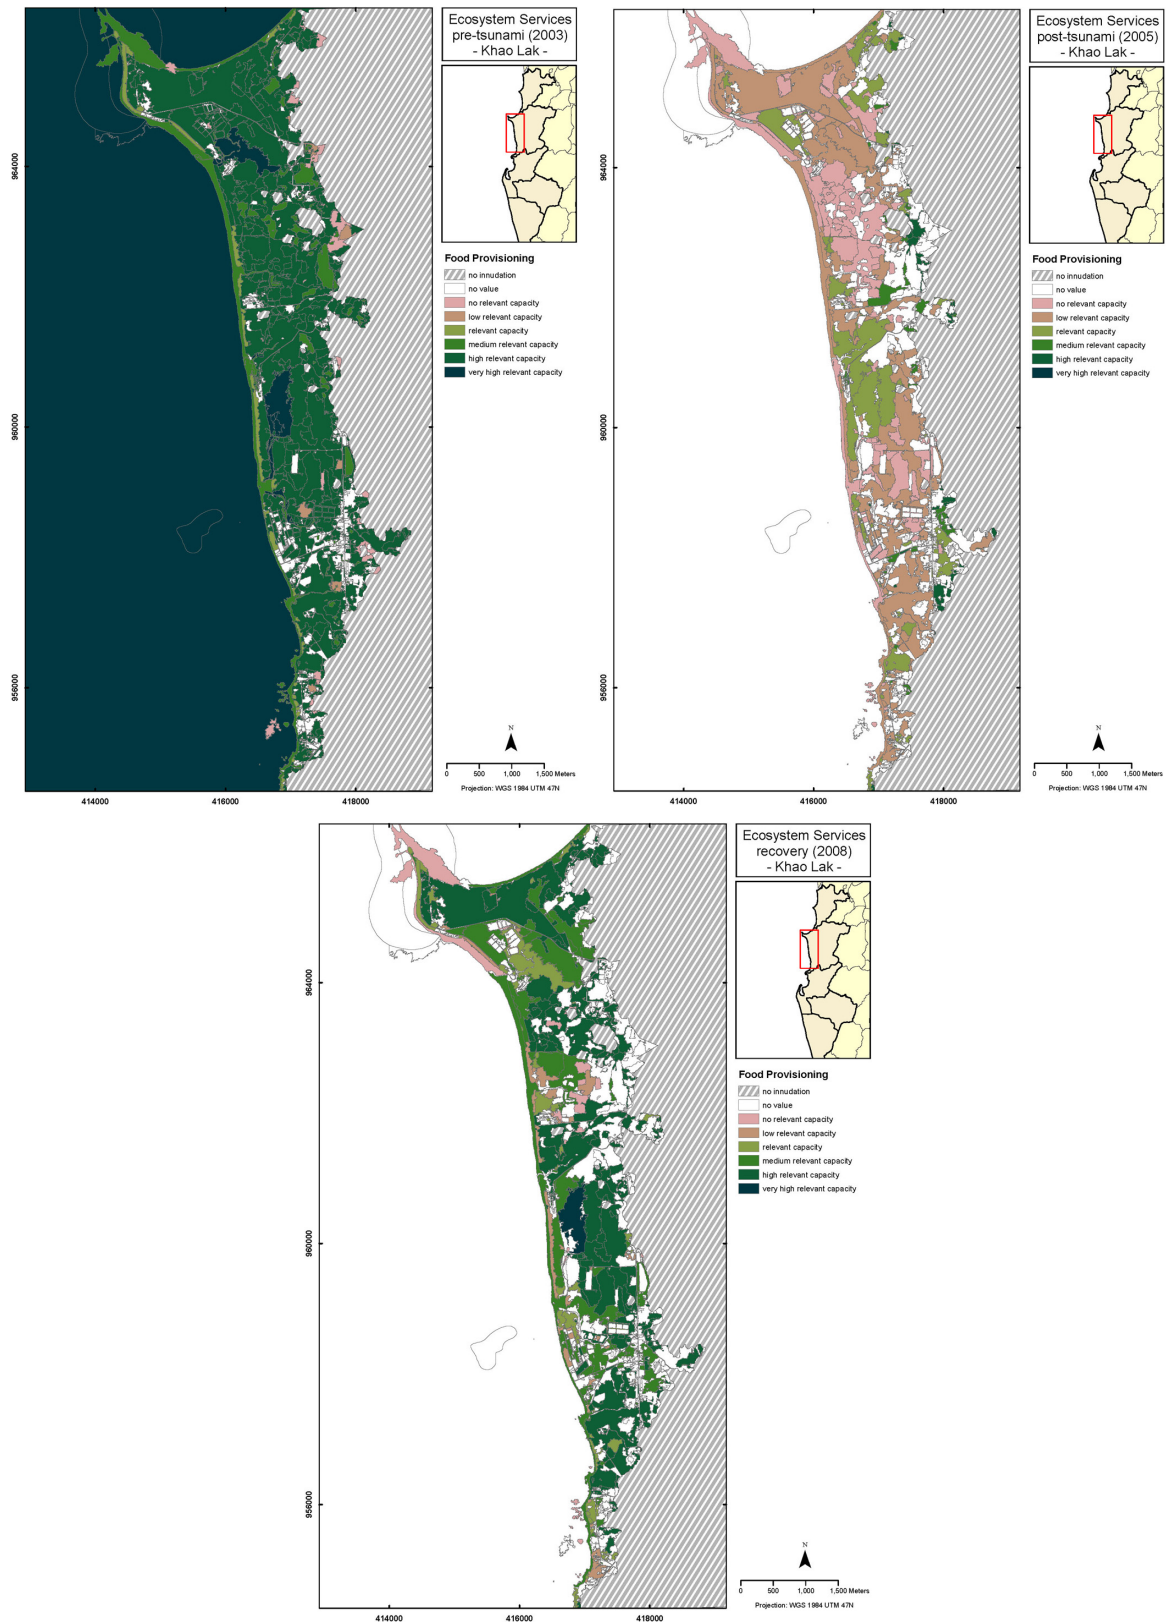 Ecosystem Services
pre-tsunami (2003)
- Khao Lak -
Food Provisioning
no innudation
no value
no relevant capacity
low relevant capacity
relevant capacity
medium relevant capacity
high relevant capacity
very high relevant capacity
964000
960000
956000
N
0 500 1,000 1,500 Meters
Projection: WGS 1984 UTM 47N
414000 416000 418000
Ecosystem Services
post-tsunami (2005)
- Khao Lak -
Food Provisioning
no innudation
no value
no relevant capacity
low relevant capacity
relevant capacity
medium relevant capacity
high relevant capacity
very high relevant capacity
964000
960000
956000
N
0 500 1,000 1,500 Meters
Projection: WGS 1984 UTM 47N
414000 416000 418000
Ecosystem Services
recovery (2008)
- Khao Lak -
Food Provisioning
no innudation
no value
no relevant capacity
low relevant capacity
relevant capacity
medium relevant capacity
high relevant capacity
very high relevant capacity
964000
960000
956000
N
0 500 1,000 1,500 Meters
Projection: WGS 1984 UTM 47N
414000 416000 418000